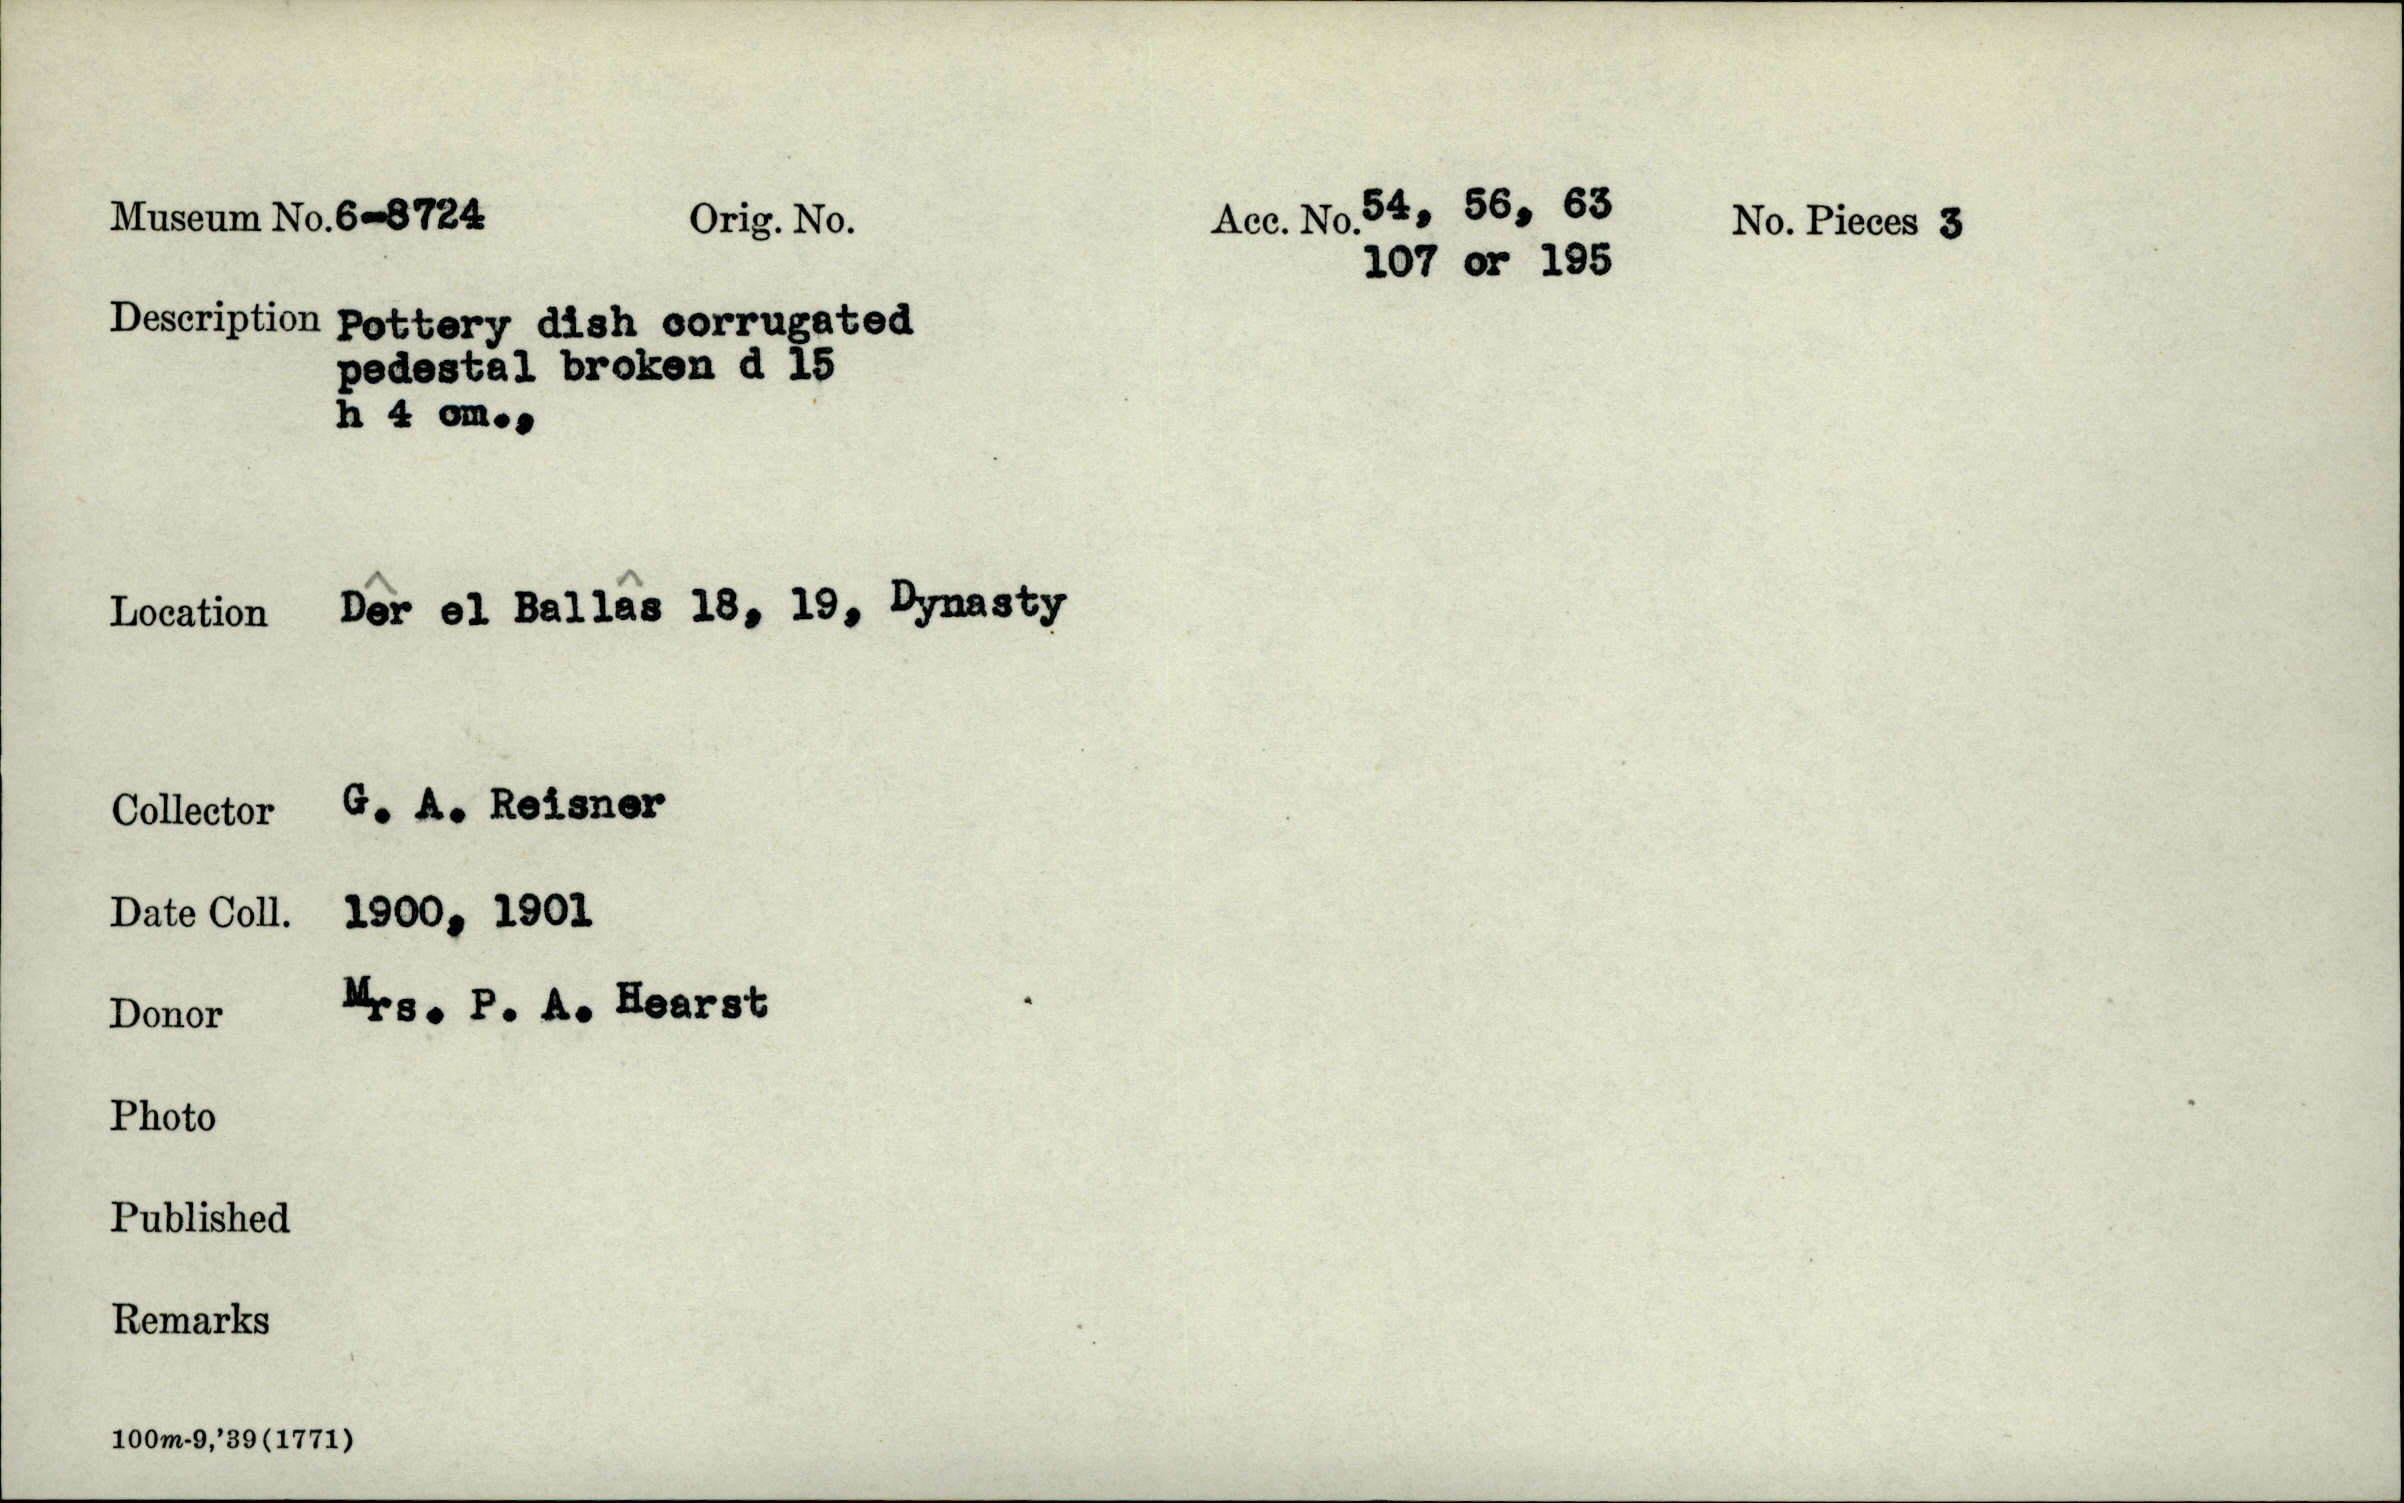 Museum No. 6-8724 Orig. No. Acc. No. 54, 56, 63 No. Pieces 3
107 or 195
Description Pottery dish corrugated
pedestal broken d 15
h 4 cm.,
Location Dêr el Ballâs 18, 19, Dynasty
Collector G. A. Reisner
Date Coll. 1900, 1901
Donor Mrs. P. A. Hearst
Photo
Published
Remarks
100m-9,'39(1771)